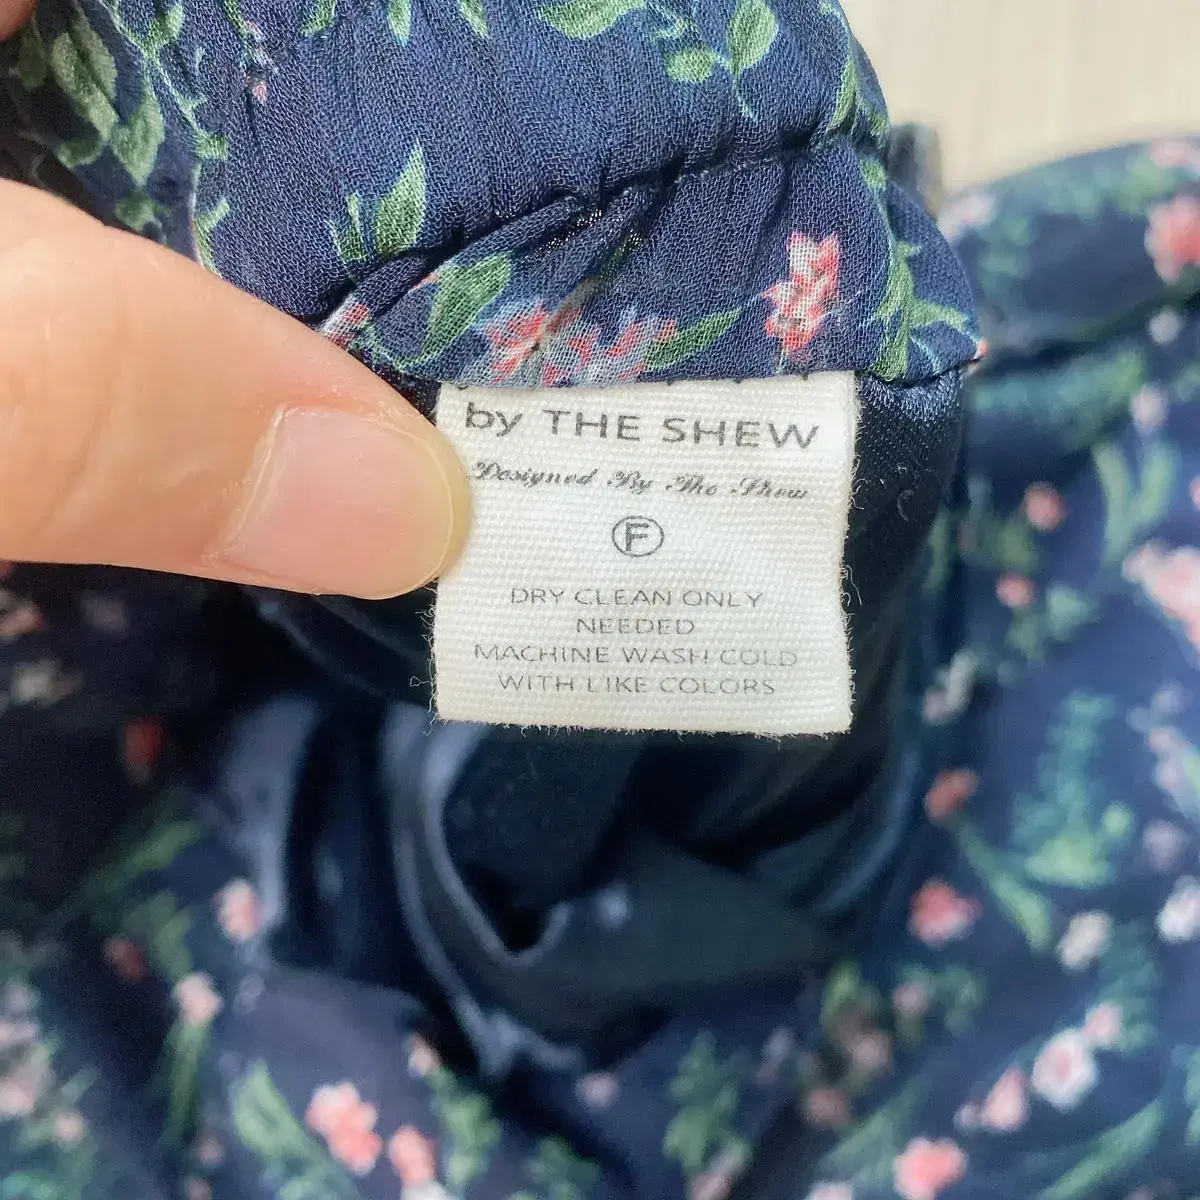 by THE SHEW
Designed By The Shew
F
DRY CLEAN ONLY
NEEDED
MACHINE WASH COLD
WITH LIKE COLORS